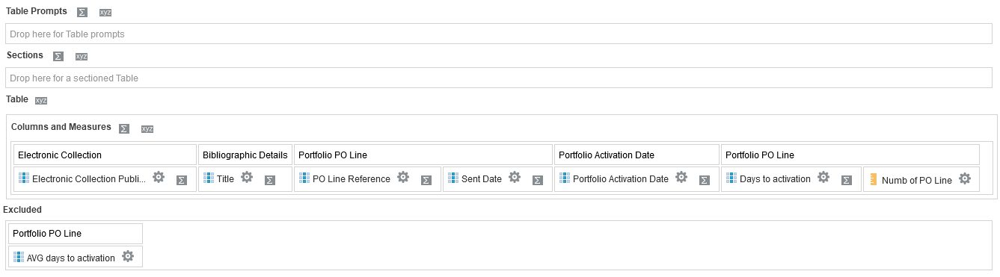 Table Prompts Σ xyz
Drop here for Table prompts
Sections Σ xyz
Drop here for a sectioned Table
Table xyz
Columns and Measures Σ xyz
Electronic Collection Bibliographic Details Portfolio PO Line Portfolio Activation Date Portfolio PO Line
Electronic Collection Publi... Σ Title Σ PO Line Reference Σ Sent Date Σ Portfolio Activation Date Σ Days to activation Σ Numb of PO Line
Excluded
Portfolio PO Line
AVG days to activation